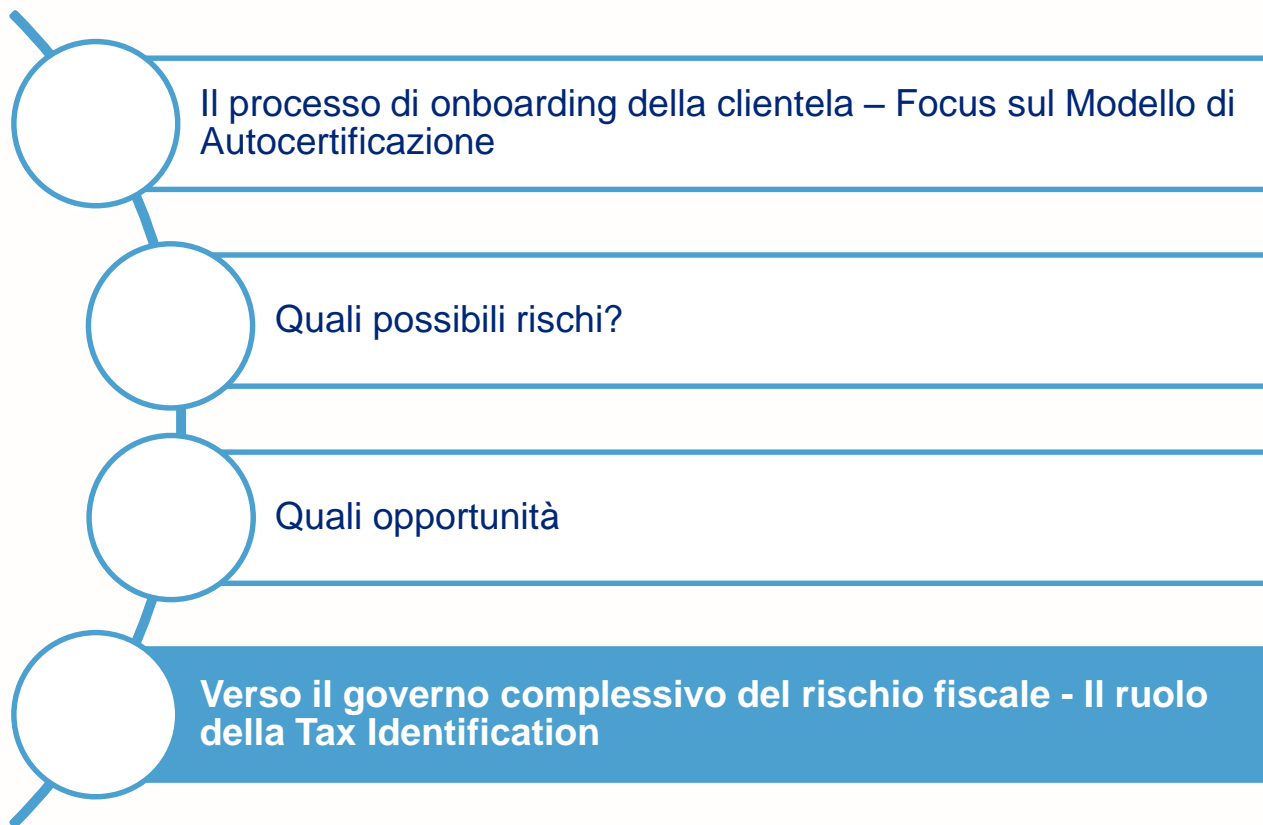 Il processo di onboarding della clientela – Focus sul Modello di
Autocertificazione
Quali possibili rischi?
Quali opportunità
Verso il governo complessivo del rischio fiscale - Il ruolo
della Tax Identification